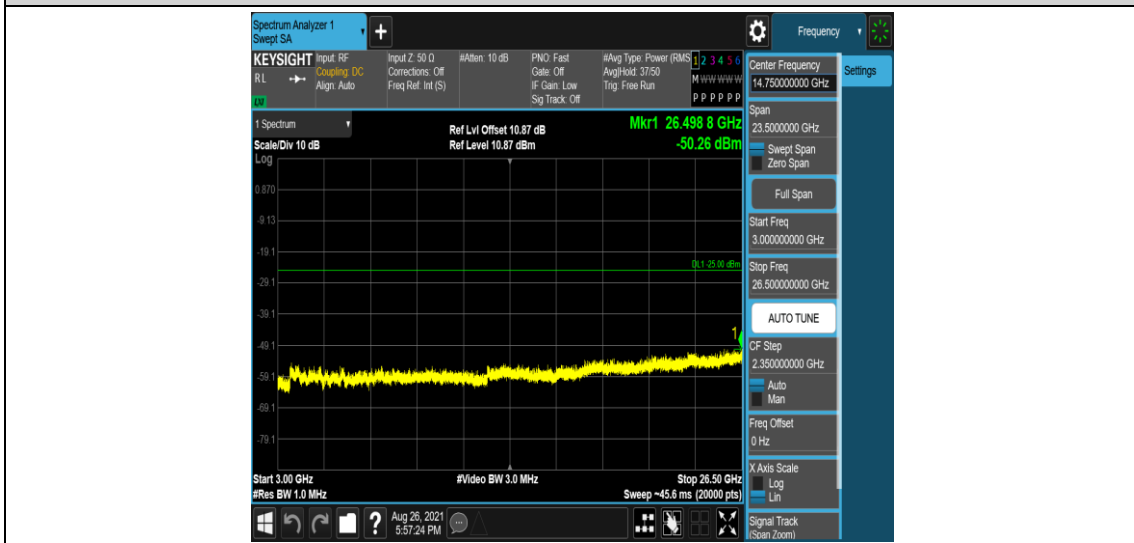 Spectrum Analyzer 1
Swept SA
Frequency
KEYSIGHT
RL
Input: RF
Coupling: DC
Align: Auto
Input Z: 50 Ω
Corrections: Off
Freq Ref: Int (S)
#Atten: 10 dB
PNO: Fast
Gate: Off
IF Gain: Low
Sig Track: Off
#Avg Type: Power (RMS
Avg|Hold: 37/50
Trig: Free Run
1 2 3 4 5 6
M W W W W W
P P P P P P
1 Spectrum
Scale/Div 10 dB
Log
Ref Lvl Offset 10.87 dB
Ref Level 10.87 dBm
Mkr1 26.498 8 GHz
-50.26 dBm
0.870
-9.13
-19.1
-29.1
-39.1
-49.1
-59.1
-69.1
-79.1
DL1 -25.00 dBm
1
Start 3.00 GHz
#Res BW 1.0 MHz
#Video BW 3.0 MHz
Stop 26.50 GHz
Sweep ~45.6 ms (20000 pts)
Aug 26, 2021
5:57:24 PM
Center Frequency
14.750000000 GHz
Settings
Span
23.5000000 GHz
Swept Span
Zero Span
Full Span
Start Freq
3.000000000 GHz
Stop Freq
26.500000000 GHz
AUTO TUNE
CF Step
2.350000000 GHz
Auto
Man
Freq Offset
0 Hz
X Axis Scale
Log
Lin
Signal Track
(Span Zoom)